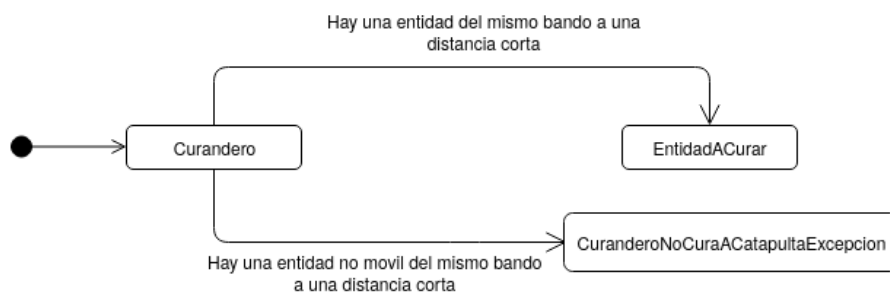 Hay una entidad del mismo bando a una
distancia corta
Curandero
EntidadACurar
CuranderoNoCuraACatapultaExcepcion
Hay una entidad no movil del mismo bando
a una distancia corta